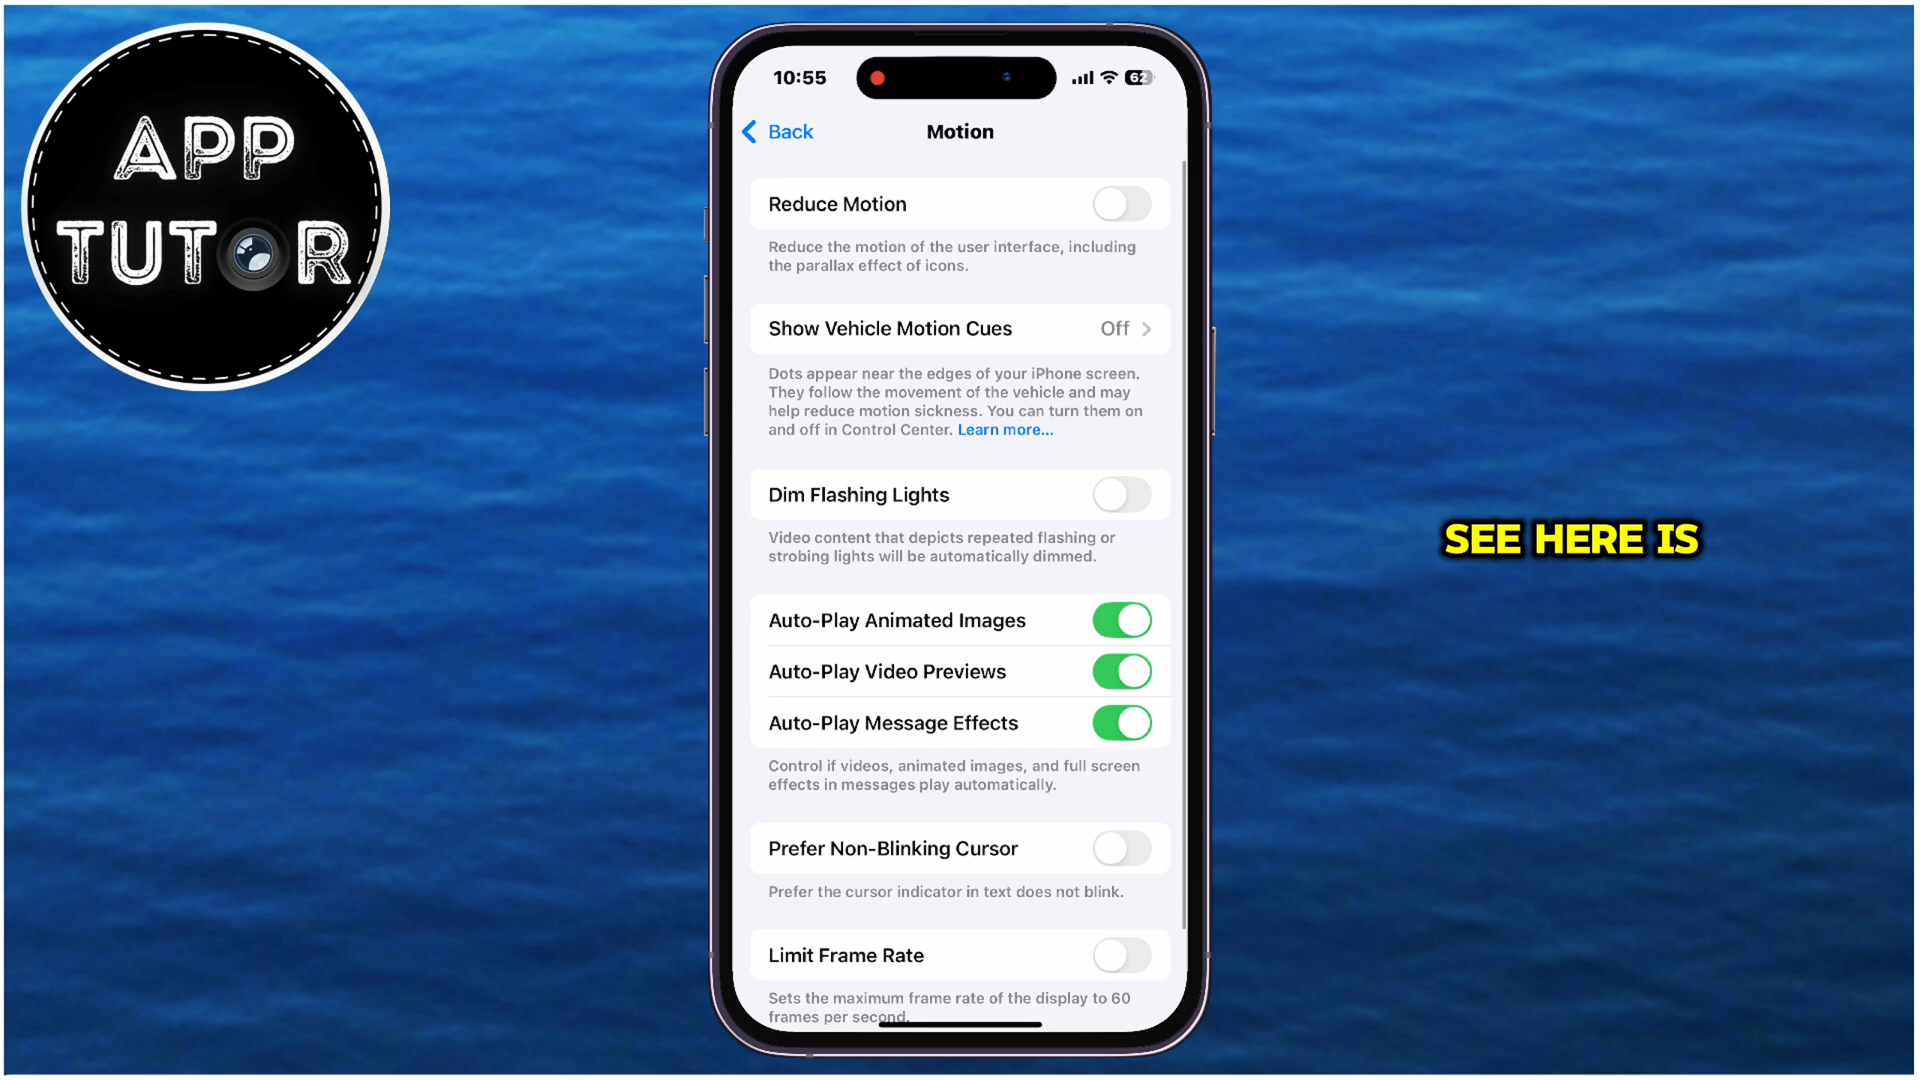 APP
TUTOR
10:55
62
Back
Motion
Reduce Motion
Reduce the motion of the user interface, including
the parallax effect of icons.
Show Vehicle Motion Cues
Off
Dots appear near the edges of your iPhone screen.
They follow the movement of the vehicle and may
help reduce motion sickness. You can turn them on
and off in Control Center. Learn more...
Dim Flashing Lights
Video content that depicts repeated flashing or
strobing lights will be automatically dimmed.
SEE HERE IS
Auto-Play Animated Images
Auto-Play Video Previews
Auto-Play Message Effects
Control if videos, animated images, and full screen
effects in messages play automatically.
Prefer Non-Blinking Cursor
Prefer the cursor indicator in text does not blink.
Limit Frame Rate
Sets the maximum frame rate of the display to 60
frames per second.